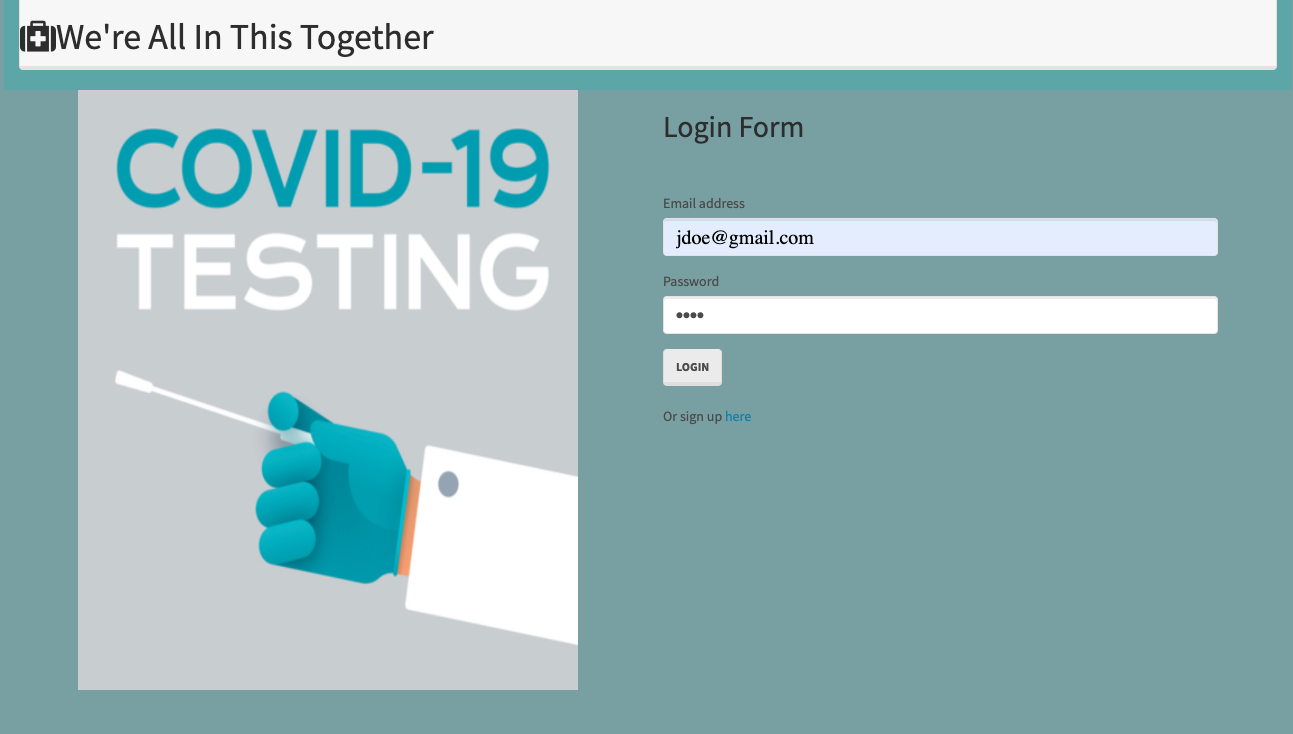 We're All In This Together
COVID-19
TESTING
Login Form
Email address
jdoe@gmail.com
Password
••••
LOGIN
Or sign up here